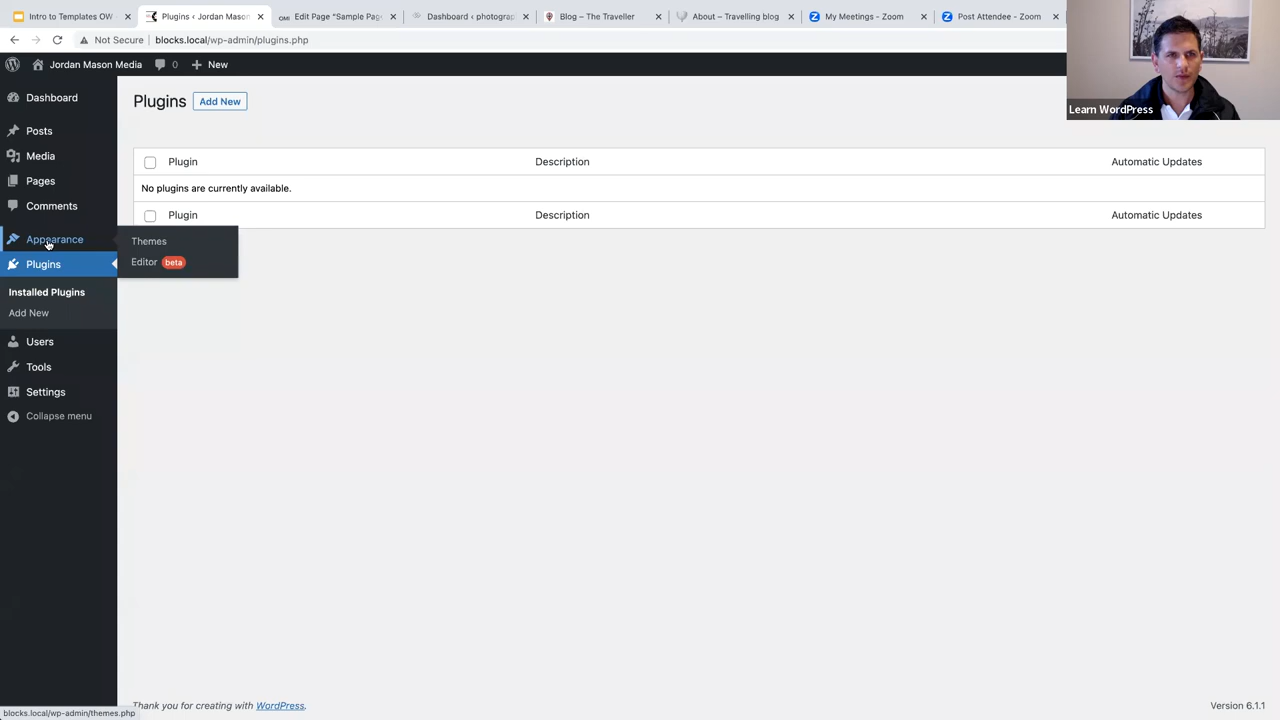 Intro to Templates OW
Plugins ‹ Jordan Mason
Edit Page "Sample Pag
Dashboard ‹ photograp
Blog – The Traveller
About – Travelling blog
My Meetings - Zoom
Post Attendee - Zoom
Not Secure
blocks.local/wp-admin/plugins.php
Jordan Mason Media
0
New
Learn WordPress
Dashboard
Posts
Media
Pages
Comments
Appearance
Plugins
Installed Plugins
Add New
Users
Tools
Settings
Collapse menu
Themes
Editor beta
Plugins Add New
Plugin Description Automatic Updates
No plugins are currently available.
Plugin Description Automatic Updates
Thank you for creating with WordPress.
Version 6.1.1
blocks.local/wp-admin/themes.php